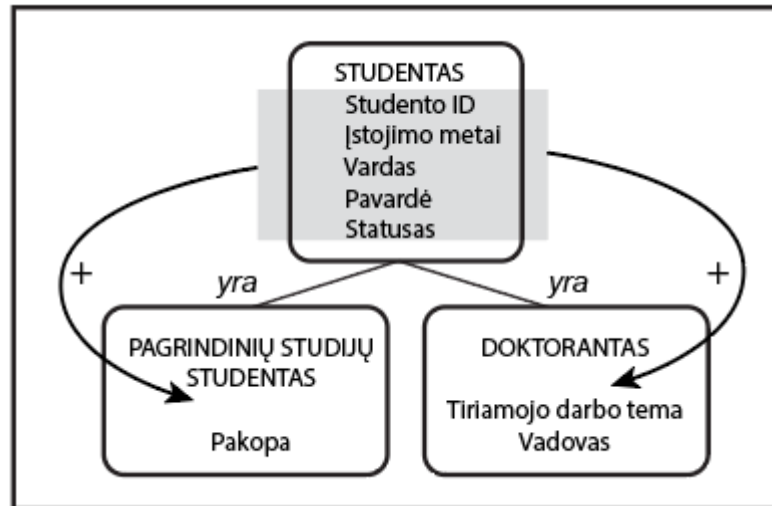 STUDENTAS
Studento ID
Įstojimo metai
Vardas
Pavardė
Statusas
+
+
yra
yra
PAGRINDINIŲ STUDIJŲ
STUDENTAS
Pakopa
DOKTORANTAS
Tiriamojo darbo tema
Vadovas